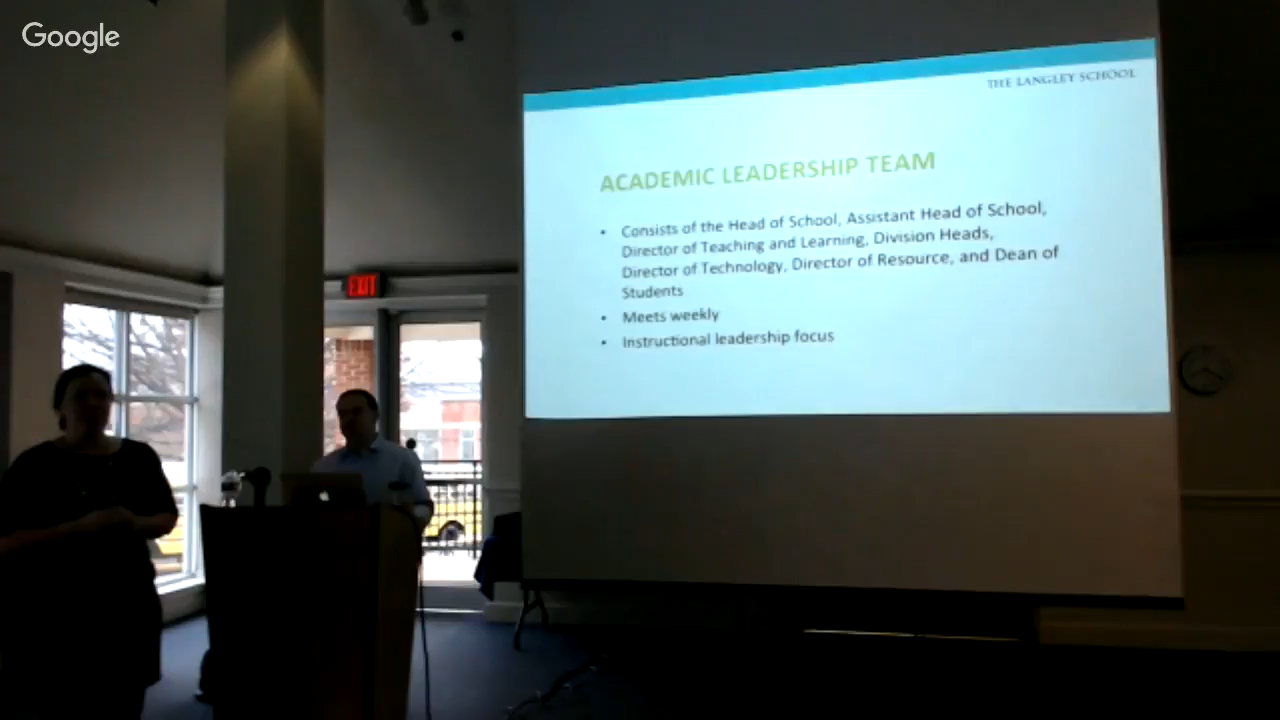 Google
THE LANGLEY SCHOOL
ACADEMIC LEADERSHIP TEAM
• Consists of the Head of School, Assistant Head of School,
Director of Teaching and Learning, Division Heads,
Director of Technology, Director of Resource, and Dean of
Students
• Meets weekly
• Instructional leadership focus
EXIT